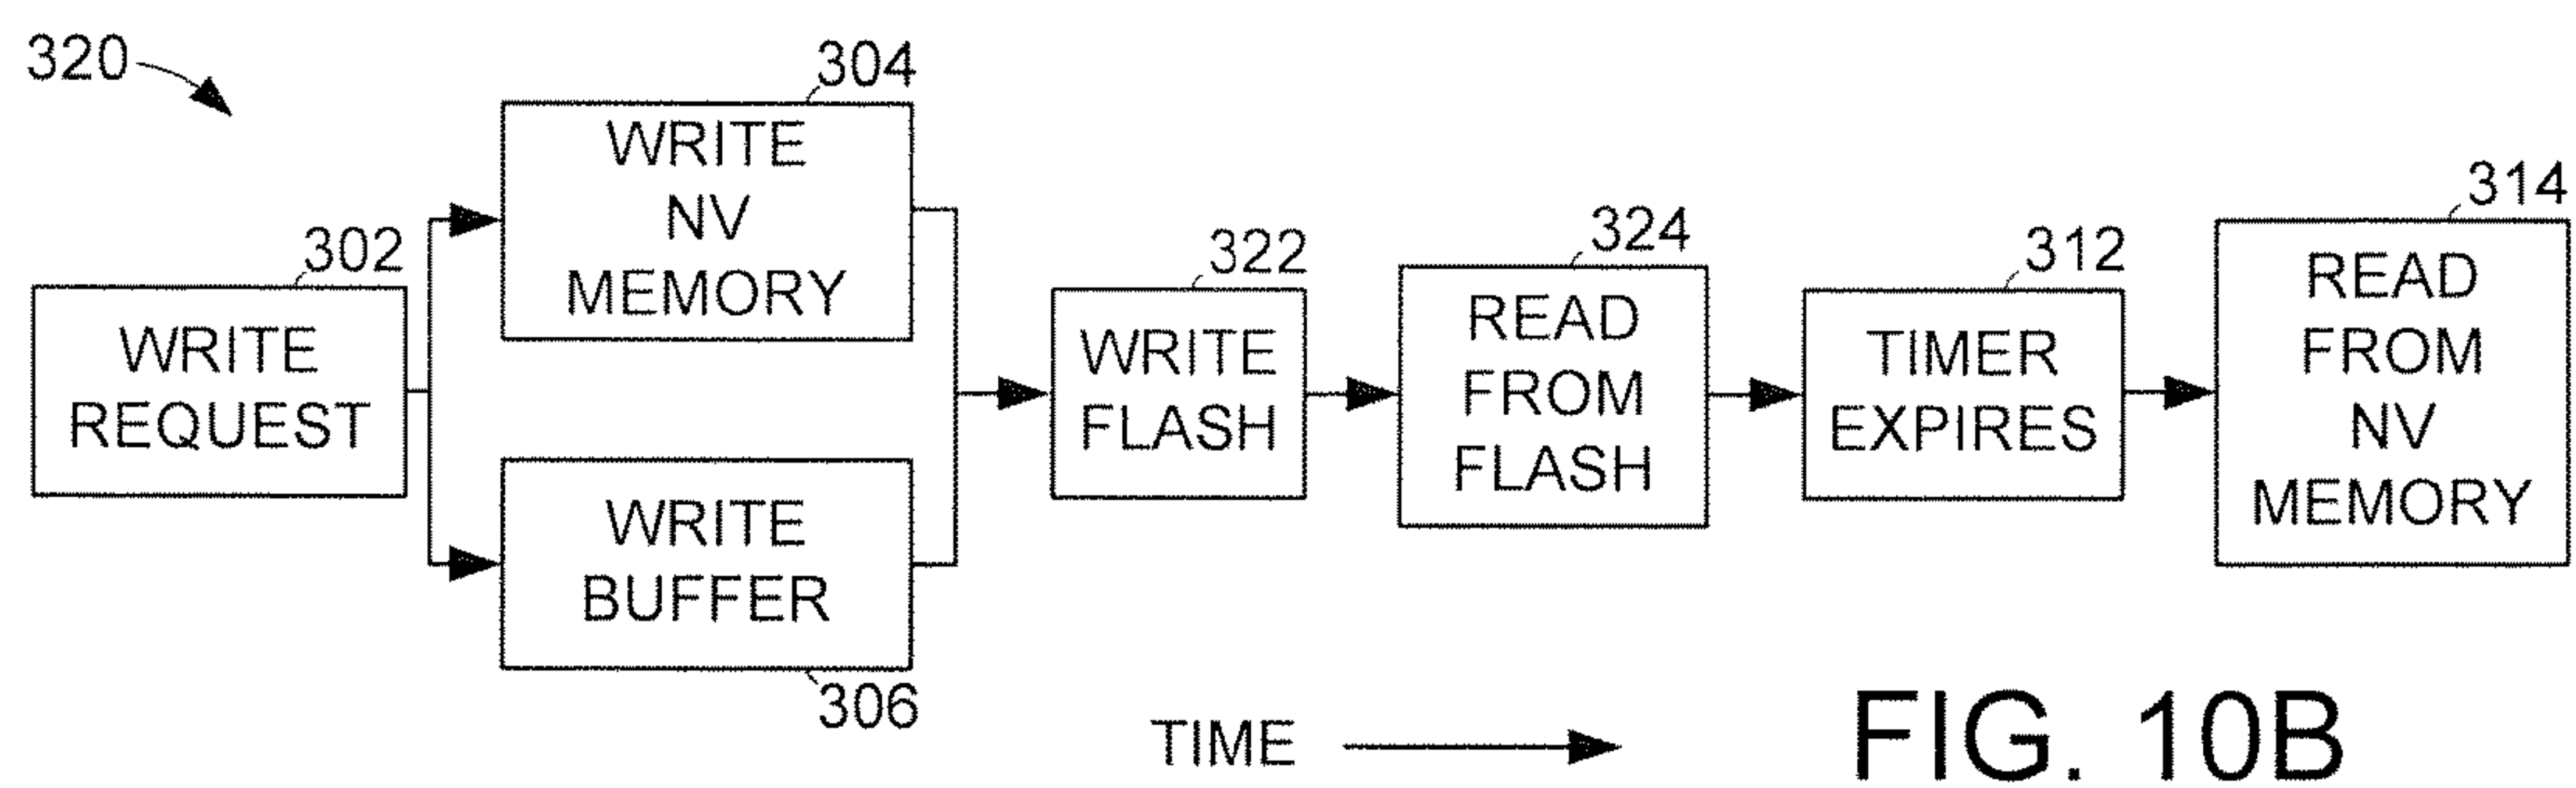 320
302
WRITE
REQUEST
304
WRITE
NV
MEMORY
WRITE
BUFFER
306
322
WRITE
FLASH
324
READ
FROM
FLASH
312
TIMER
EXPIRES
314
READ
FROM
NV
MEMORY
TIME
FIG. 10B